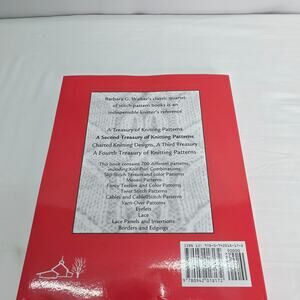 Barbara G. Walker's classic quartet
of stitch pattern books is an
indispensible knitter's reference
A Treasury of Knitting Patterns
A Second Treasury of Knitting Patterns
Charted Knitting Designs, A Third Treasury
A Fourth Treasury of Knitting Patterns
This book contains 700 different patterns,
including Knit-Purl Combinations
Slip-Stitch Textures and Color Patterns
Mosaic Patterns
Fancy Texture and Color Patterns
Twist Stitch Patterns
Cables and Cable-Stitch Patterns
Yarn-Over Patterns
Eyelets
Lace
Lace Panels and Insertions
Borders and Edgings
90000